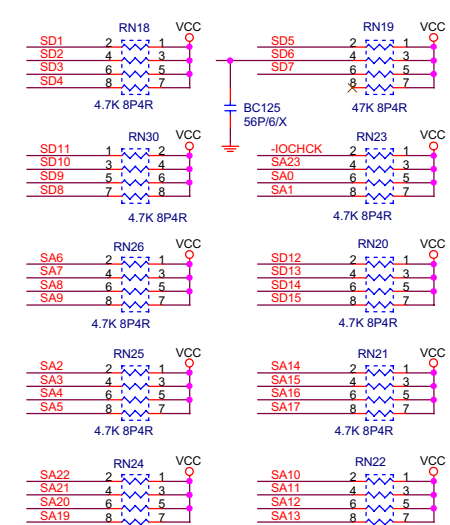 RN18 VCC
SD1 2 1
SD2 4 3
SD3 6 5
SD4 8 7
4.7K 8P4R
RN19 VCC
SD5 2 1
SD6 4 3
SD7 6 5
8 7
47K 8P4R
BC125
56P/6/X
RN30 VCC
SD11 1 2
SD10 3 4
SD9 5 6
SD8 7 8
4.7K 8P4R
RN23 VCC
-IOCHCK 2 1
SA23 4 3
SA0 6 5
SA1 8 7
4.7K 8P4R
RN26 VCC
SA6 2 1
SA7 4 3
SA8 6 5
SA9 8 7
4.7K 8P4R
RN20 VCC
SD12 2 1
SD13 4 3
SD14 6 5
SD15 8 7
4.7K 8P4R
RN25 VCC
SA2 2 1
SA3 4 3
SA4 6 5
SA5 8 7
4.7K 8P4R
RN21 VCC
SA14 2 1
SA15 4 3
SA16 6 5
SA17 8 7
4.7K 8P4R
RN24 VCC
SA22 2 1
SA21 4 3
SA20 6 5
SA19 8 7
RN22 VCC
SA10 2 1
SA11 4 3
SA12 6 5
SA13 8 7